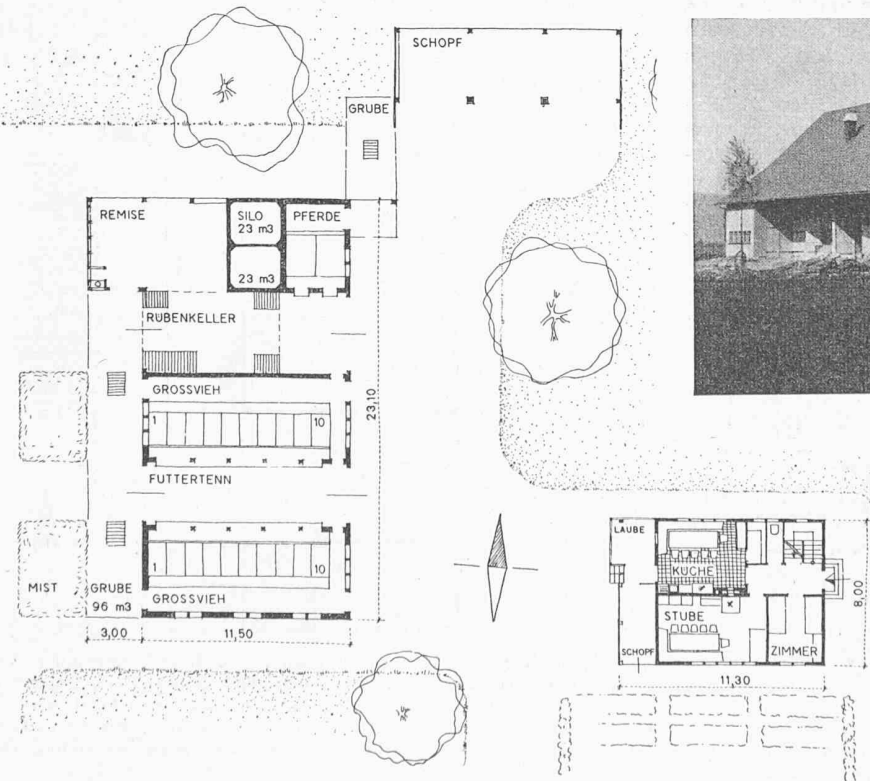 SCHOPF
GRUBE
REMISE
SILO
23 m3
PFERDE
23 m3
RÜBENKELLER
GROSSVIEH
1
10
23,10
FUTTERTENN
1
10
MIST
GRUBE
96 m3
GROSSVIEH
3,00
11,50
LAUBE
KÜCHE
STUBE
SCHOPF
ZIMMER
8,00
11,30